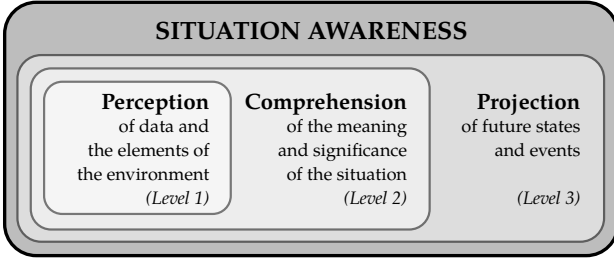 SITUATION AWARENESS
Perception
of data and
the elements of
the environment
(Level 1)
Comprehension
of the meaning
and significance
of the situation
(Level 2)
Projection
of future states
and events
(Level 3)